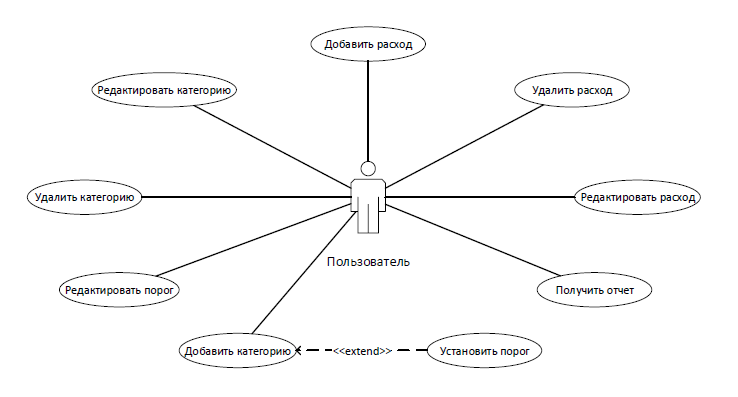 Добавить расход
Редактировать категорию
Удалить расход
Удалить категорию
Редактировать расход
Пользователь
Редактировать порог
Получить отчет
Добавить категорию
<<extend>>
Установить порог